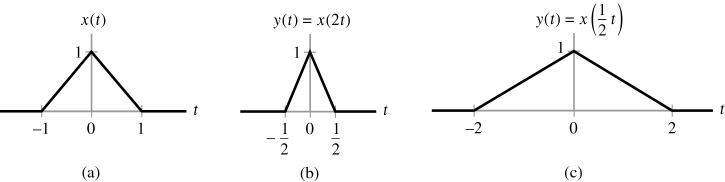 x(t)
1
t
–1 0 1
(a)
y(t) = x(2t)
1
t
– 1/2 0 1/2
(b)
y(t) = x(1/2 t)
1
t
–2 0 2
(c)